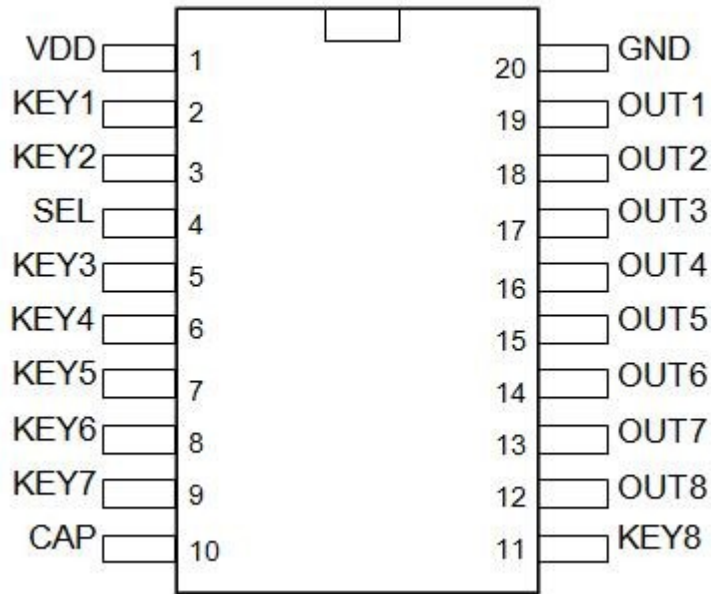 VDD 1 20 GND
KEY1 2 19 OUT1
KEY2 3 18 OUT2
SEL 4 17 OUT3
KEY3 5 16 OUT4
KEY4 6 15 OUT5
KEY5 7 14 OUT6
KEY6 8 13 OUT7
KEY7 9 12 OUT8
CAP 10 11 KEY8